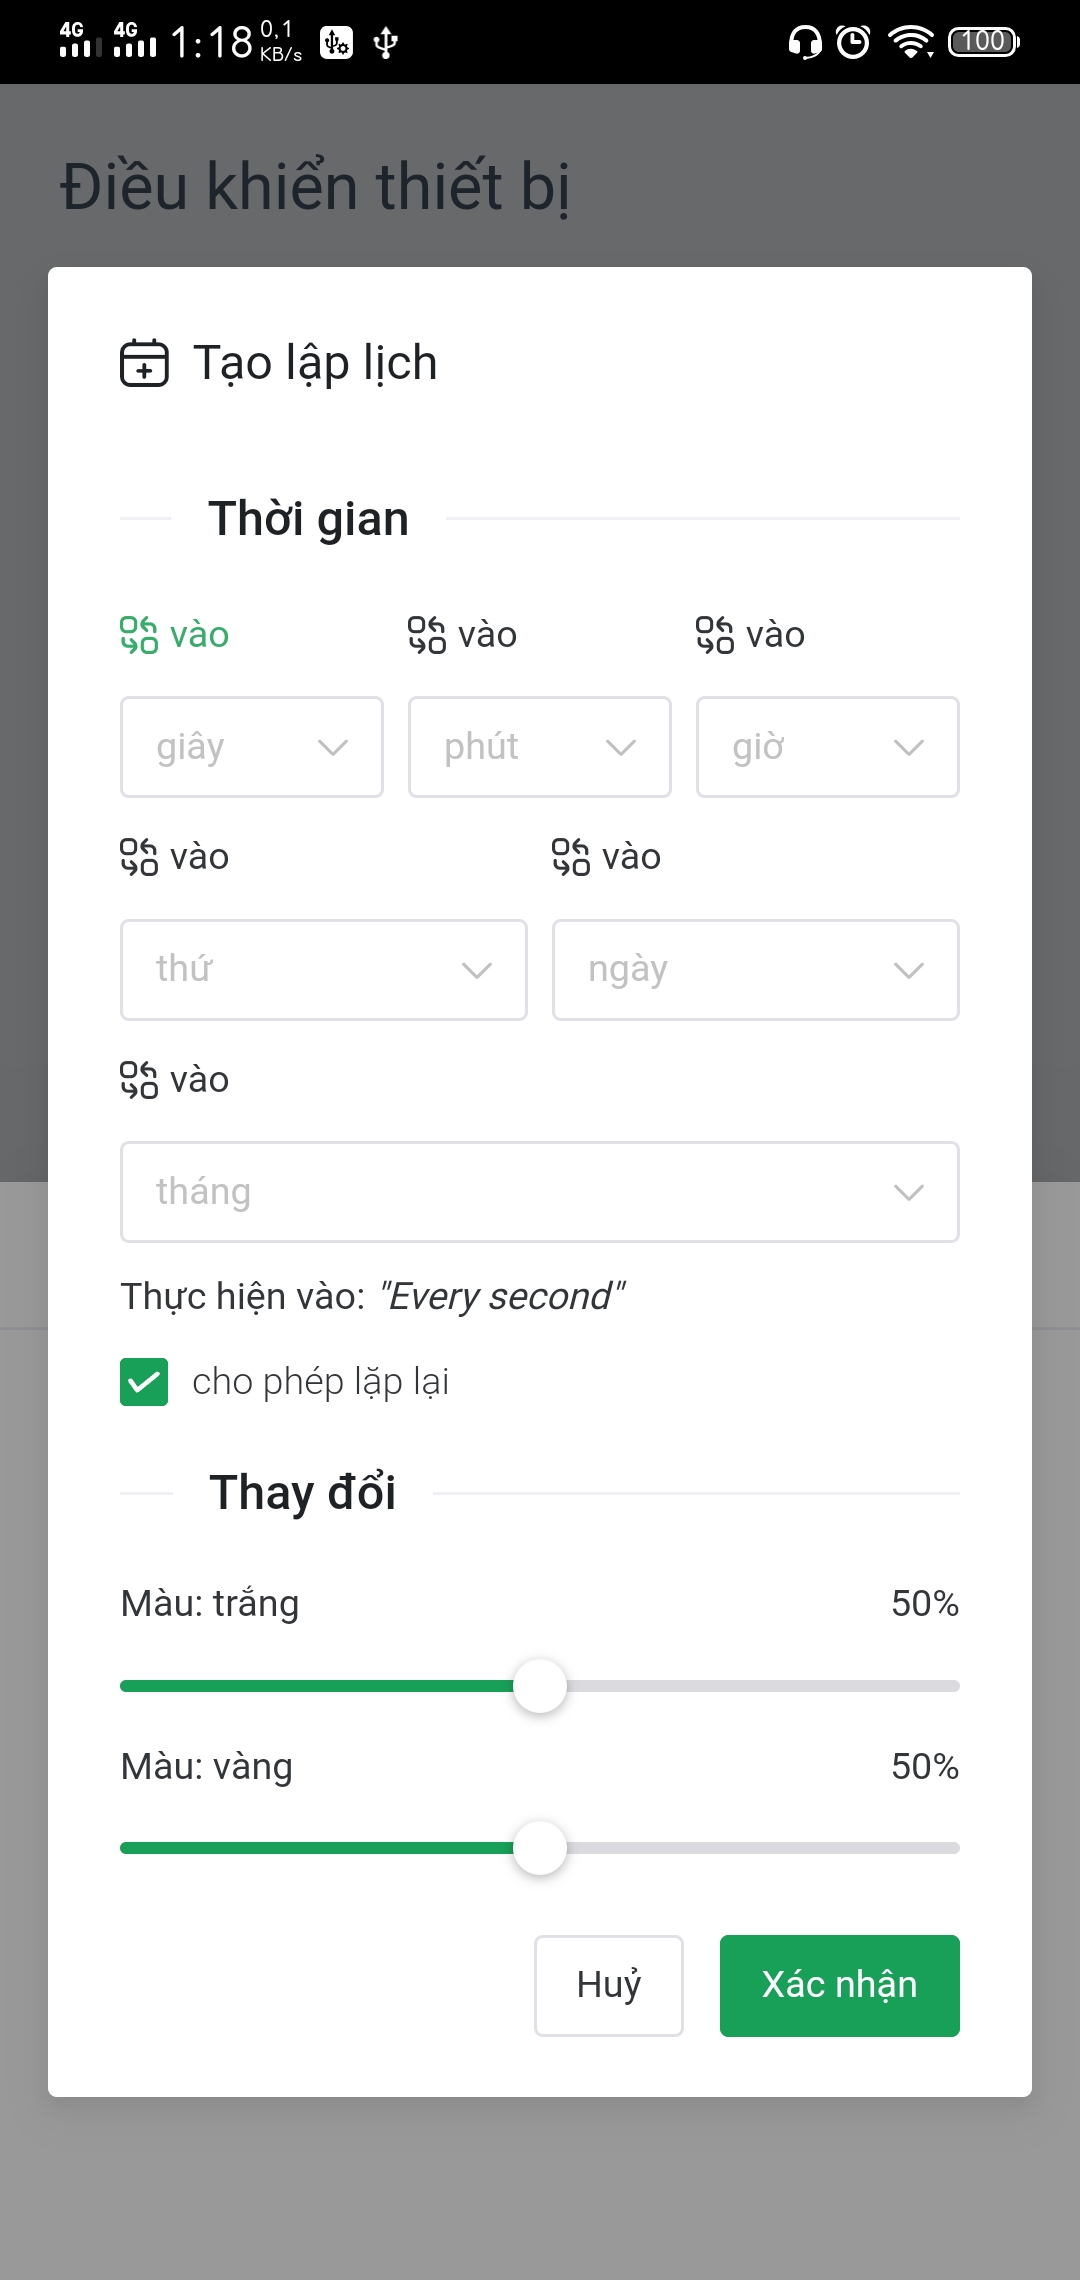 4G 4G 1:18 0,1 KB/s 100
Điều khiển thiết bị
Tạo lập lịch
Thời gian
vào vào vào
giây phút giờ
vào vào
thứ ngày
vào
tháng
Thực hiện vào: "Every second"
cho phép lặp lại
Thay đổi
Màu: trắng 50%
Màu: vàng 50%
Huỷ Xác nhận